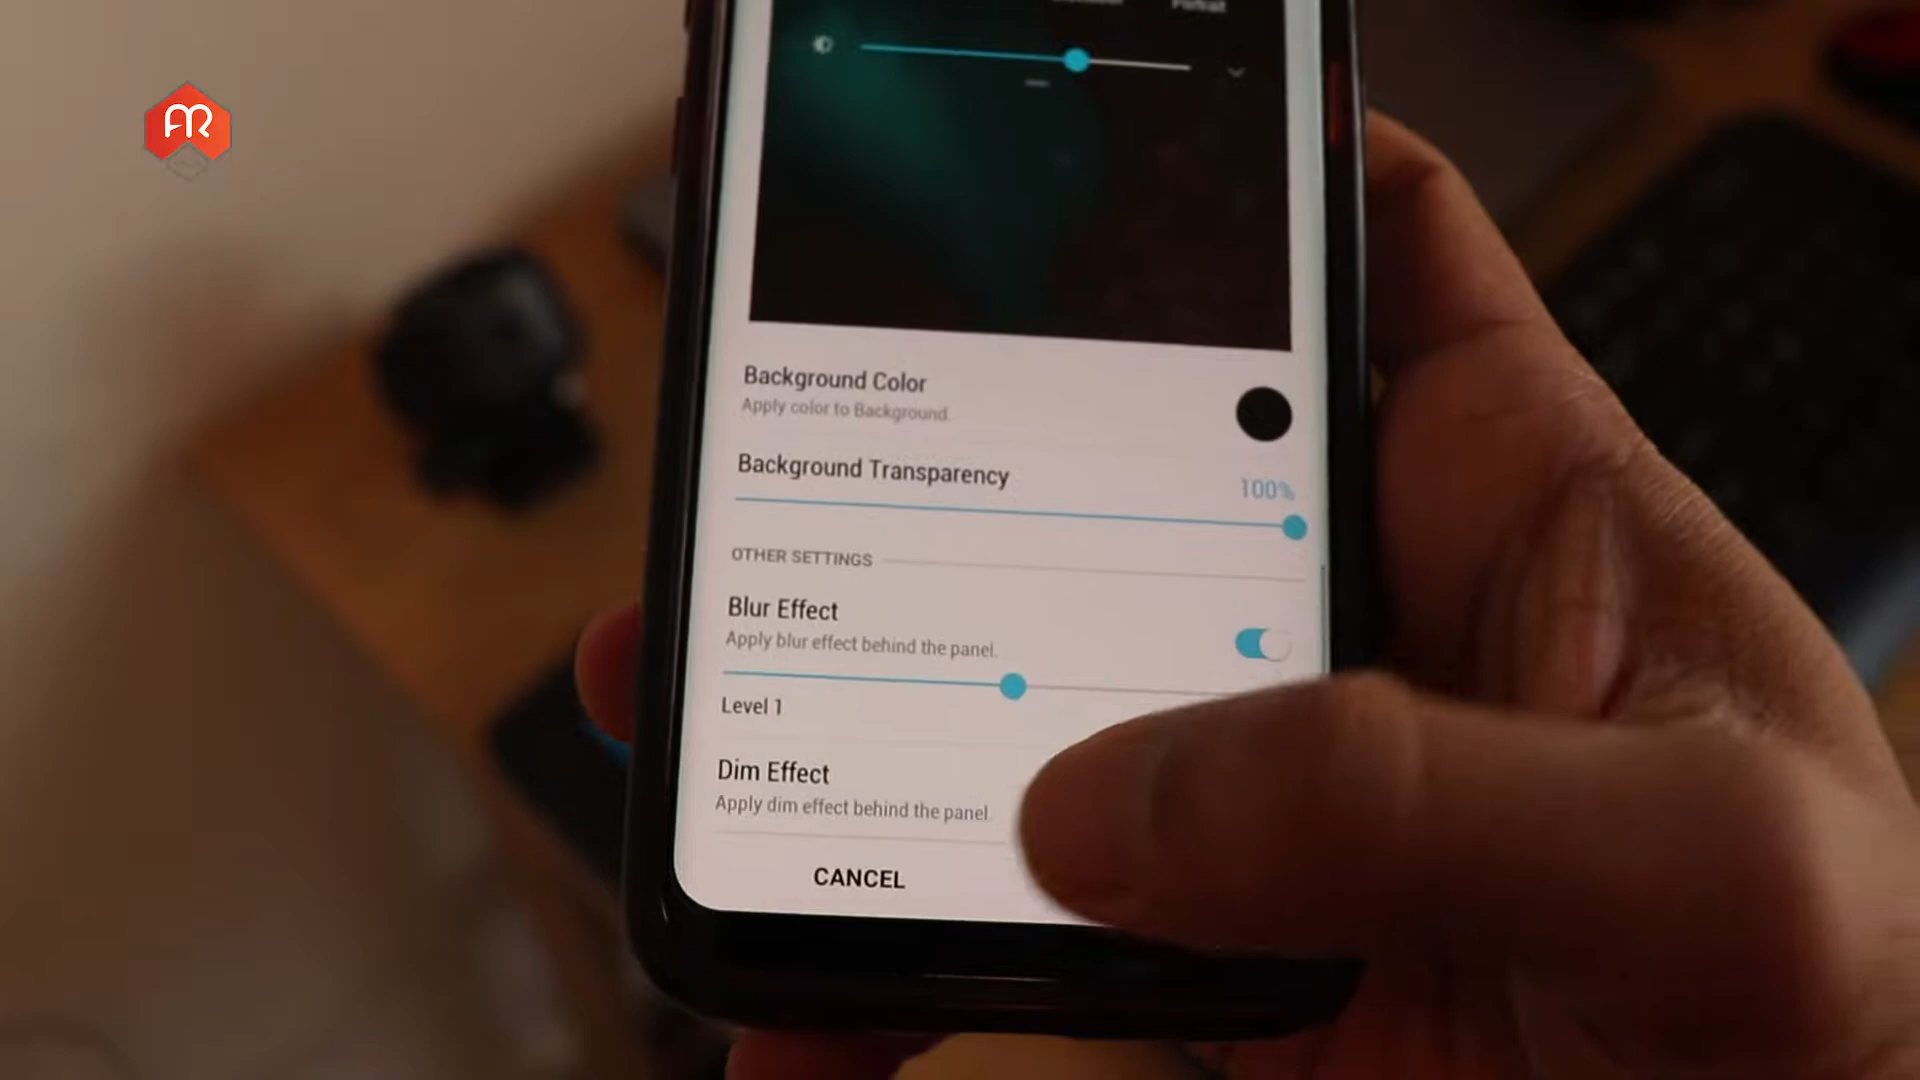 Portrait
Background Color
Apply color to Background.
Background Transparency
100%
OTHER SETTINGS
Blur Effect
Apply blur effect behind the panel.
Level 1
Dim Effect
Apply dim effect behind the panel.
CANCEL